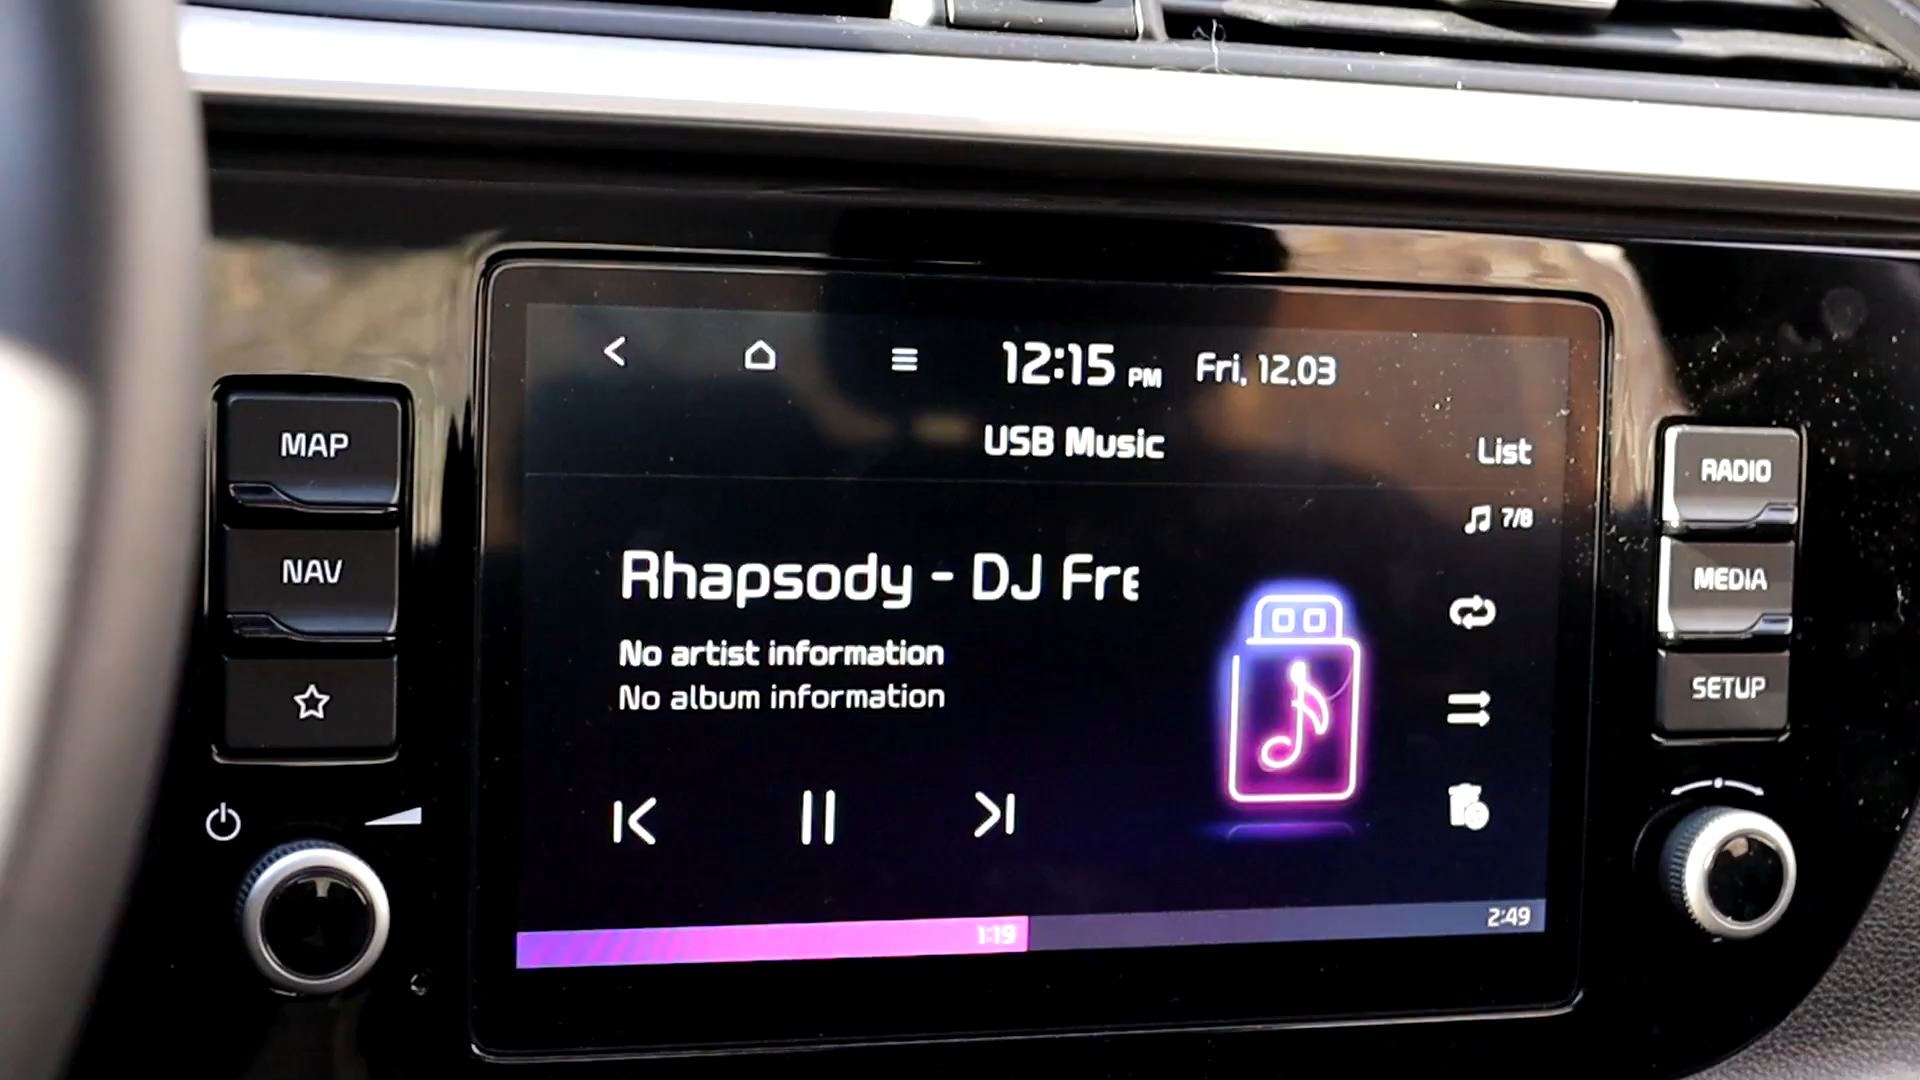 12:15 PM Fri, 12.03
USB Music
List
7/8
Rhapsody - DJ Fre
No artist information
No album information
1:19
2:49
MAP
NAV
RADIO
MEDIA
SETUP